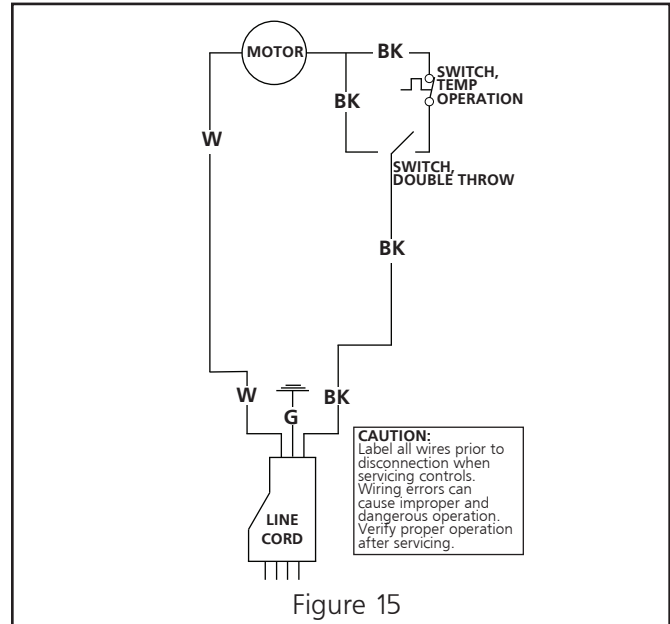 MOTOR
BK
SWITCH,
TEMP
OPERATION
BK
W
SWITCH,
DOUBLE THROW
BK
W
G
BK
LINE
CORD
CAUTION:
Label all wires prior to
disconnection when
servicing controls.
Wiring errors can
cause improper and
dangerous operation.
Verify proper operation
after servicing.
Figure 15